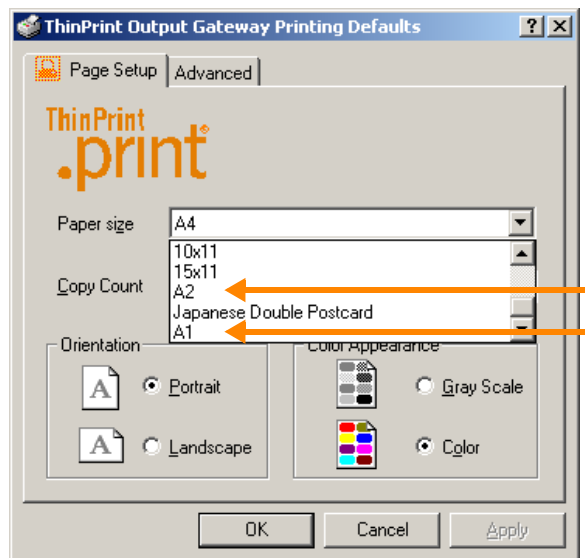 ThinPrint Output Gateway Printing Defaults
Page Setup
Advanced
ThinPrint
.print
Paper size
A4
10x11
15x11
Copy Count
A2
Japanese Double Postcard
A1
Orientation
Color Appearance
A
Portrait
Gray Scale
A
Landscape
Color
OK
Cancel
Apply